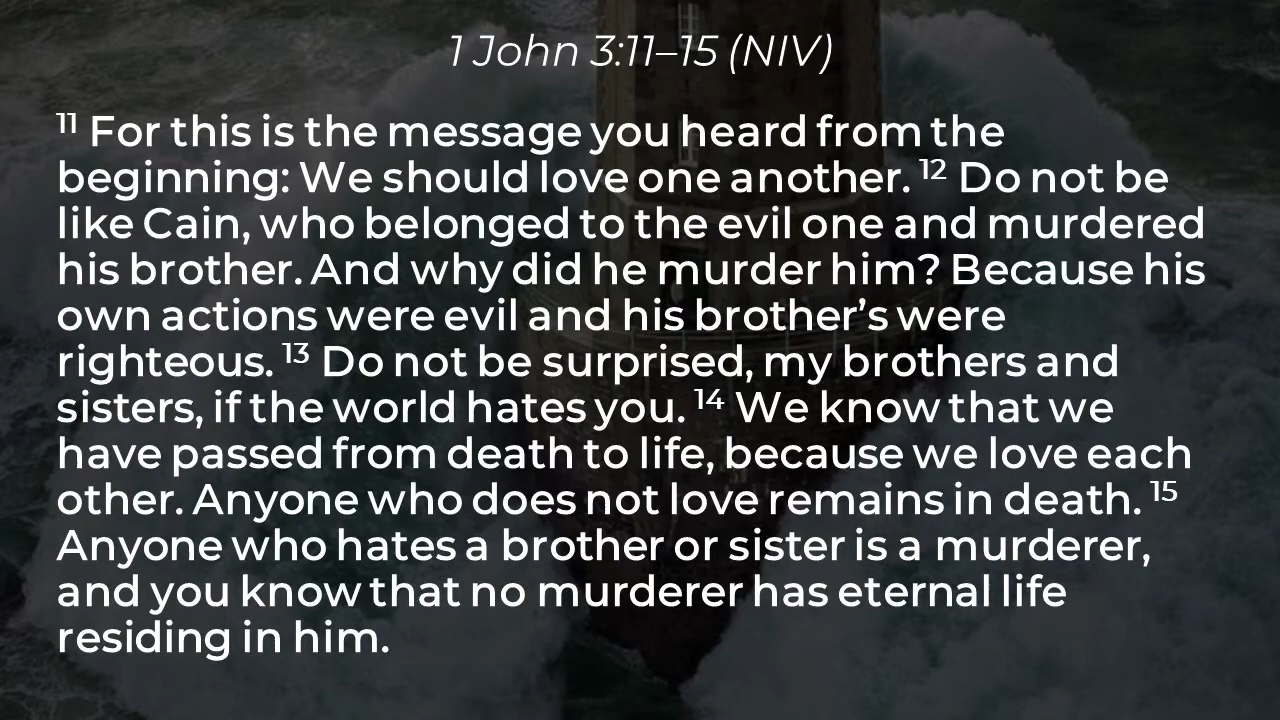 1 John 3:11–15 (NIV)
11 For this is the message you heard from the
beginning: We should love one another. 12 Do not be
like Cain, who belonged to the evil one and murdered
his brother. And why did he murder him? Because his
own actions were evil and his brother’s were
righteous. 13 Do not be surprised, my brothers and
sisters, if the world hates you. 14 We know that we
have passed from death to life, because we love each
other. Anyone who does not love remains in death. 15
Anyone who hates a brother or sister is a murderer,
and you know that no murderer has eternal life
residing in him.